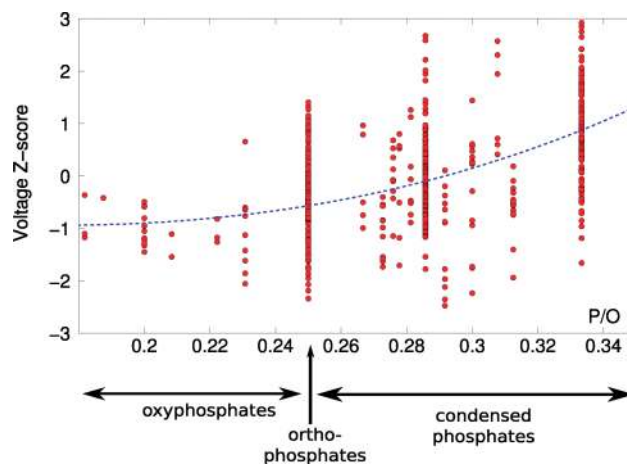 3
2
1
0
−1
−2
−3
Voltage Z−score
P/O
0.2
0.22
0.24
0.26
0.28
0.3
0.32
0.34
oxyphosphates
ortho-
phosphates
condensed
phosphates